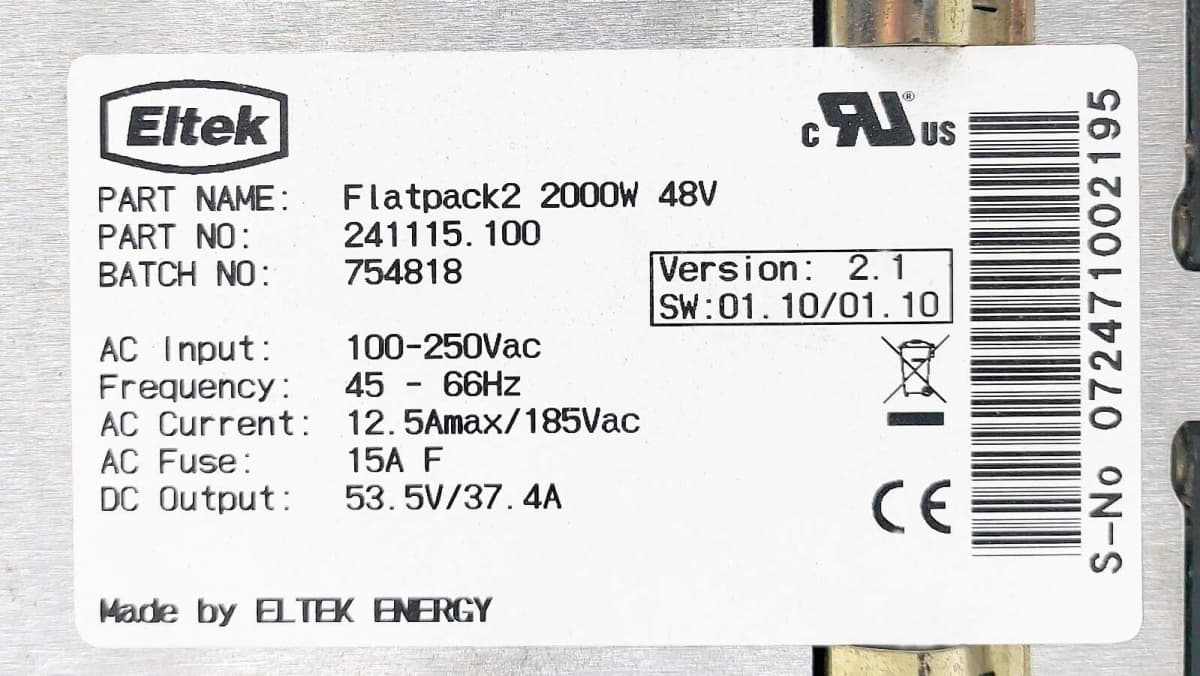 Eltek
c RU® US
PART NAME: Flatpack2 2000W 48V
PART NO: 241115.100
BATCH NO: 754818
Version: 2.1
SW:01.10/01.10
AC Input: 100-250Vac
Frequency: 45 - 66Hz
AC Current: 12.5Amax/185Vac
AC Fuse: 15A F
DC Output: 53.5V/37.4A
CE
Made by ELTEK ENERGY
S-No 072471002195